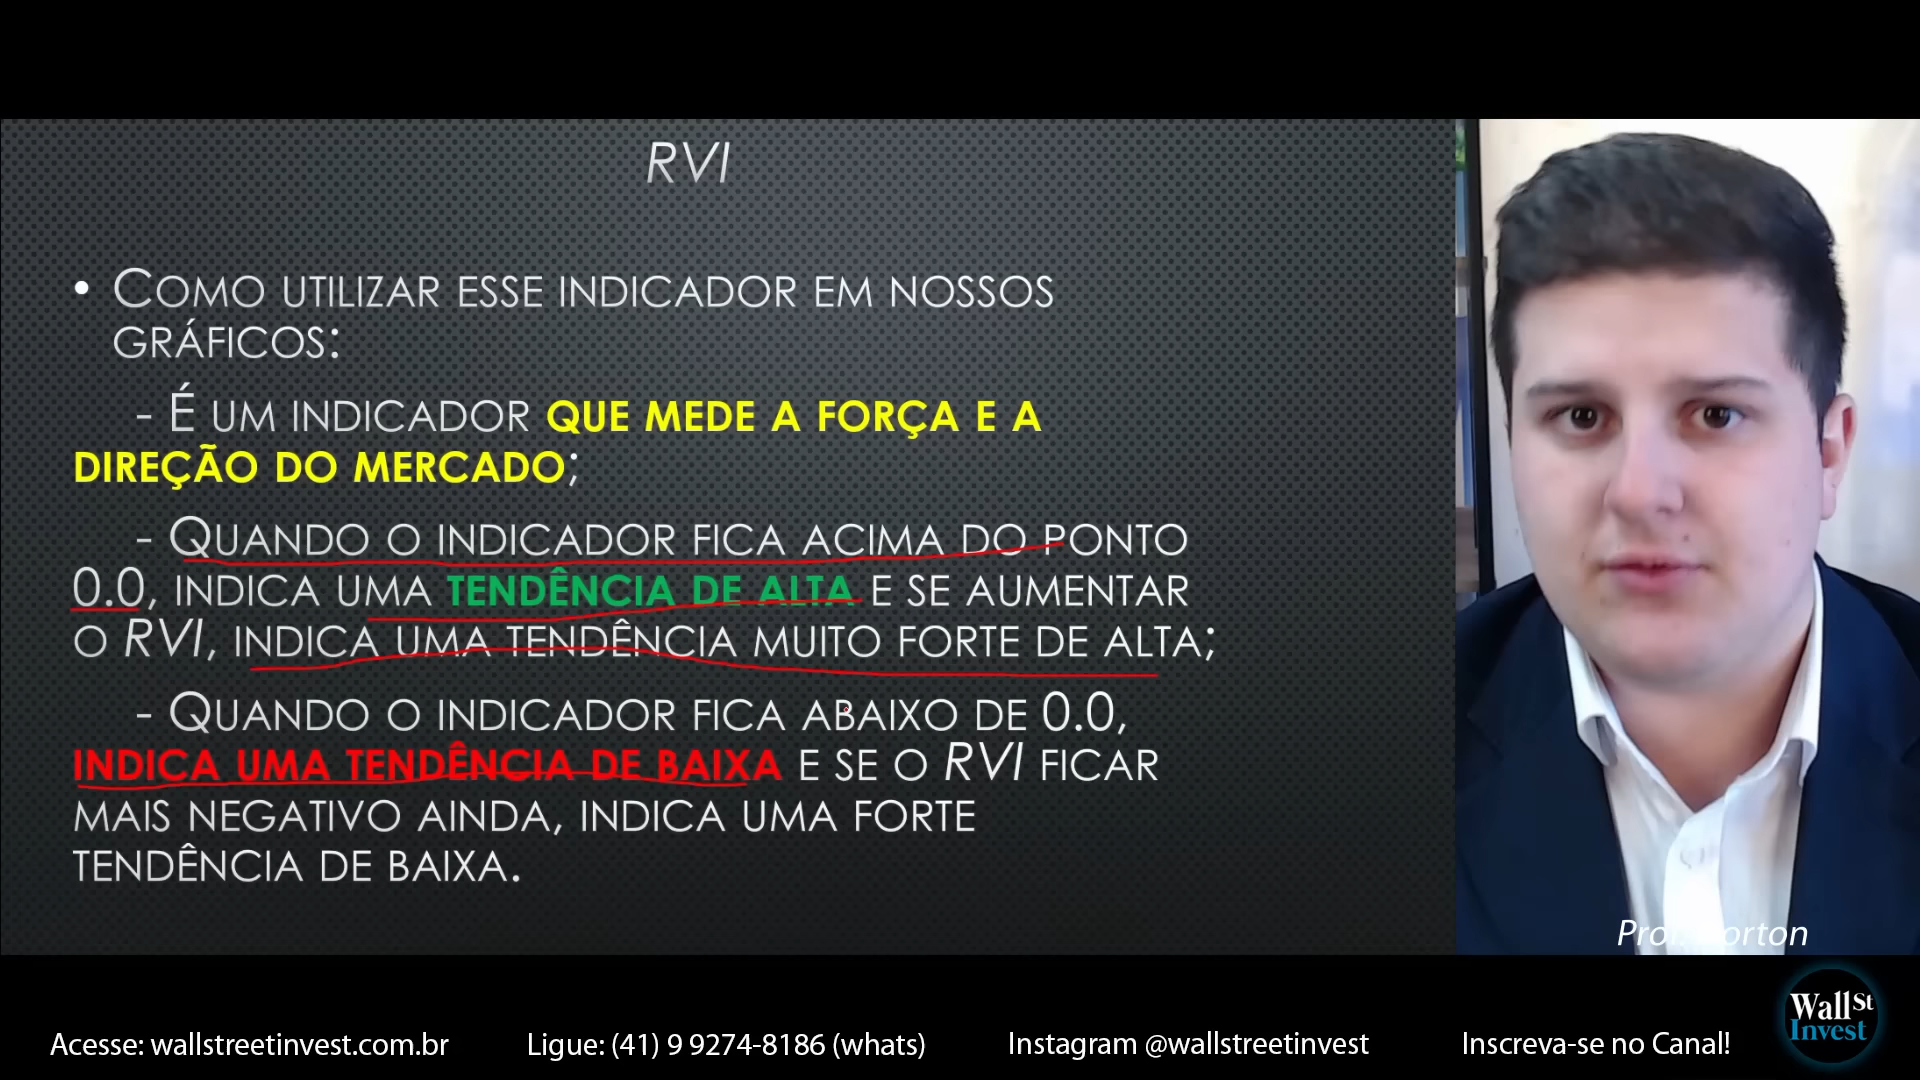 RVI
• COMO UTILIZAR ESSE INDICADOR EM NOSSOS
GRÁFICOS:
- É UM INDICADOR QUE MEDE A FORÇA E A
DIREÇÃO DO MERCADO;
- QUANDO O INDICADOR FICA ACIMA DO PONTO
0.0, INDICA UMA TENDÊNCIA DE ALTA E SE AUMENTAR
O RVI, INDICA UMA TENDÊNCIA MUITO FORTE DE ALTA;
- QUANDO O INDICADOR FICA ABAIXO DE 0.0,
INDICA UMA TENDÊNCIA DE BAIXA E SE O RVI FICAR
MAIS NEGATIVO AINDA, INDICA UMA FORTE
TENDÊNCIA DE BAIXA.
Prof.
Wall St
Invest
Acesse: wallstreetinvest.com.br Ligue: (41) 9 9274-8186 (whats) Instagram @wallstreetinvest Inscreva-se no Canal!